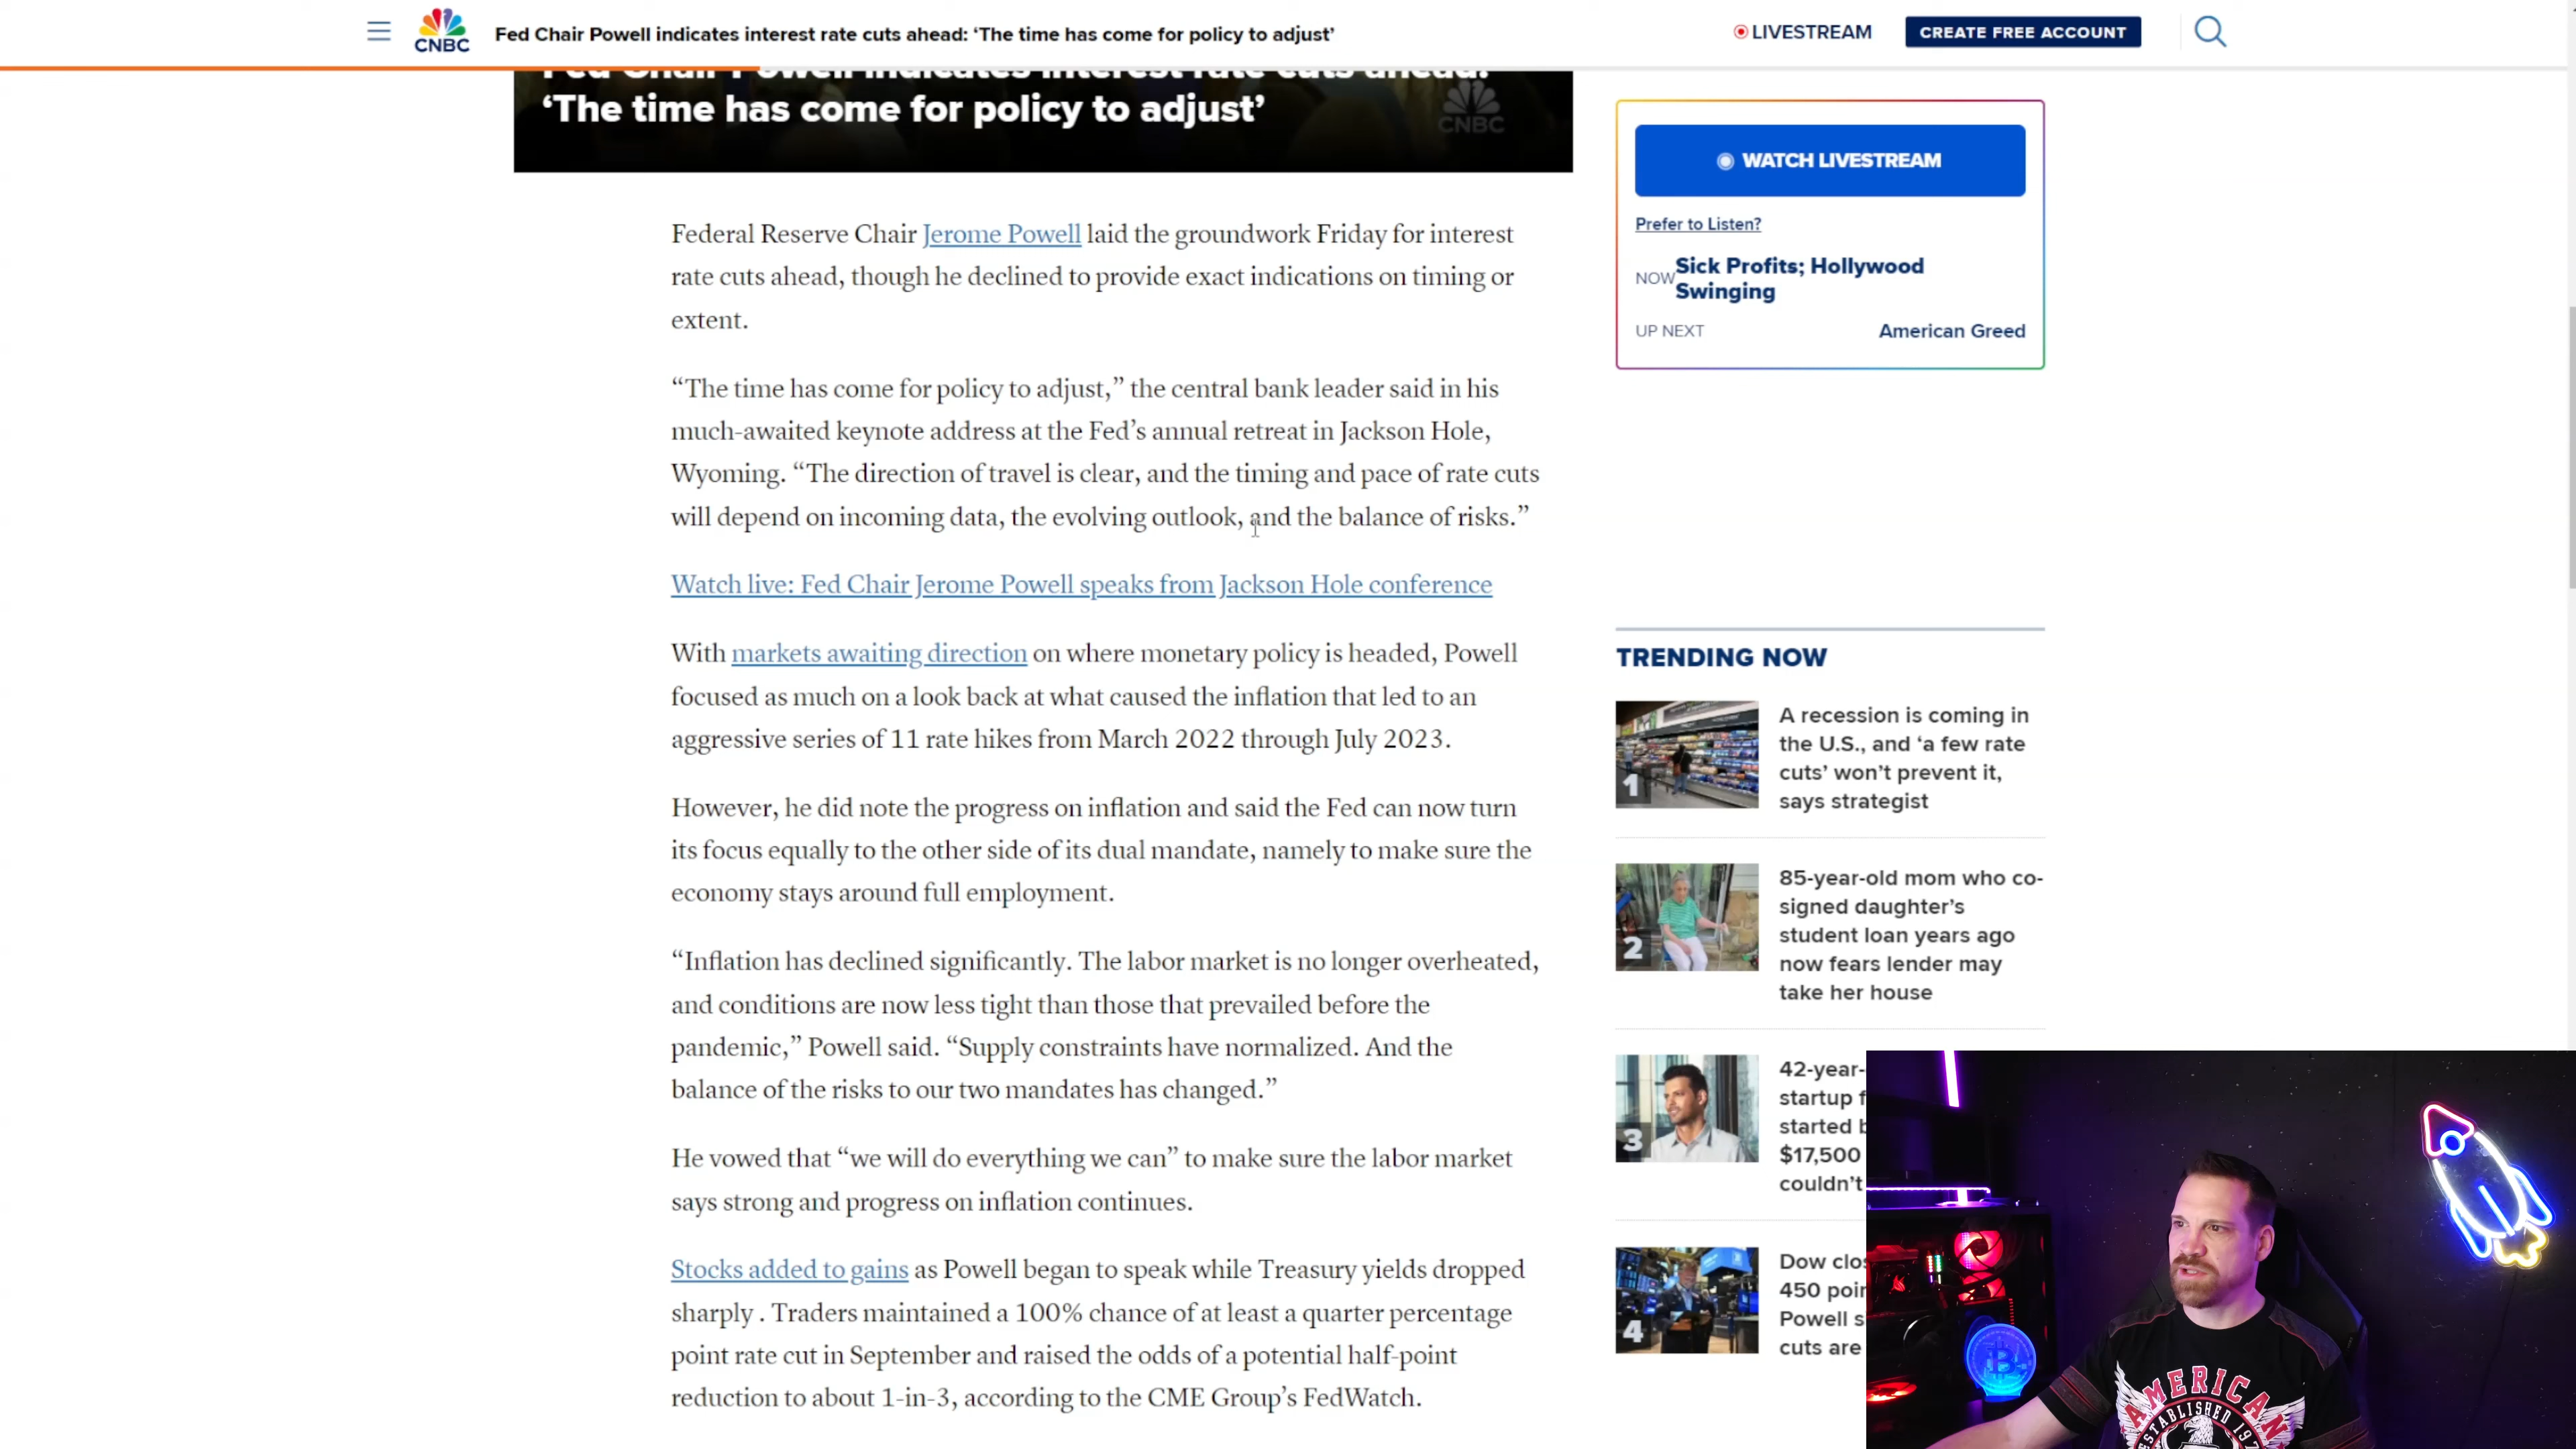 CNBC
Fed Chair Powell indicates interest rate cuts ahead: ‘The time has come for policy to adjust’
LIVESTREAM
CREATE FREE ACCOUNT
Fed Chair Powell indicates interest rate cuts ahead:
‘The time has come for policy to adjust’
CNBC
Federal Reserve Chair Jerome Powell laid the groundwork Friday for interest
rate cuts ahead, though he declined to provide exact indications on timing or
extent.
“The time has come for policy to adjust,” the central bank leader said in his
much-awaited keynote address at the Fed’s annual retreat in Jackson Hole,
Wyoming. “The direction of travel is clear, and the timing and pace of rate cuts
will depend on incoming data, the evolving outlook, and the balance of risks.”
Watch live: Fed Chair Jerome Powell speaks from Jackson Hole conference
With markets awaiting direction on where monetary policy is headed, Powell
focused as much on a look back at what caused the inflation that led to an
aggressive series of 11 rate hikes from March 2022 through July 2023.
However, he did note the progress on inflation and said the Fed can now turn
its focus equally to the other side of its dual mandate, namely to make sure the
economy stays around full employment.
“Inflation has declined significantly. The labor market is no longer overheated,
and conditions are now less tight than those that prevailed before the
pandemic,” Powell said. “Supply constraints have normalized. And the
balance of the risks to our two mandates has changed.”
He vowed that “we will do everything we can” to make sure the labor market
says strong and progress on inflation continues.
Stocks added to gains as Powell began to speak while Treasury yields dropped
sharply . Traders maintained a 100% chance of at least a quarter percentage
point rate cut in September and raised the odds of a potential half-point
reduction to about 1-in-3, according to the CME Group’s FedWatch.
WATCH LIVESTREAM
Prefer to Listen?
NOW
Sick Profits; Hollywood
Swinging
UP NEXT
American Greed
TRENDING NOW
1
A recession is coming in
the U.S., and ‘a few rate
cuts’ won’t prevent it,
says strategist
2
85-year-old mom who co-
signed daughter’s
student loan years ago
now fears lender may
take her house
3
42-year-
startup f
started b
$17,500
couldn’t
4
Dow clo
450 poin
Powell s
cuts are
AMERICAN
ESTABLISHED 197